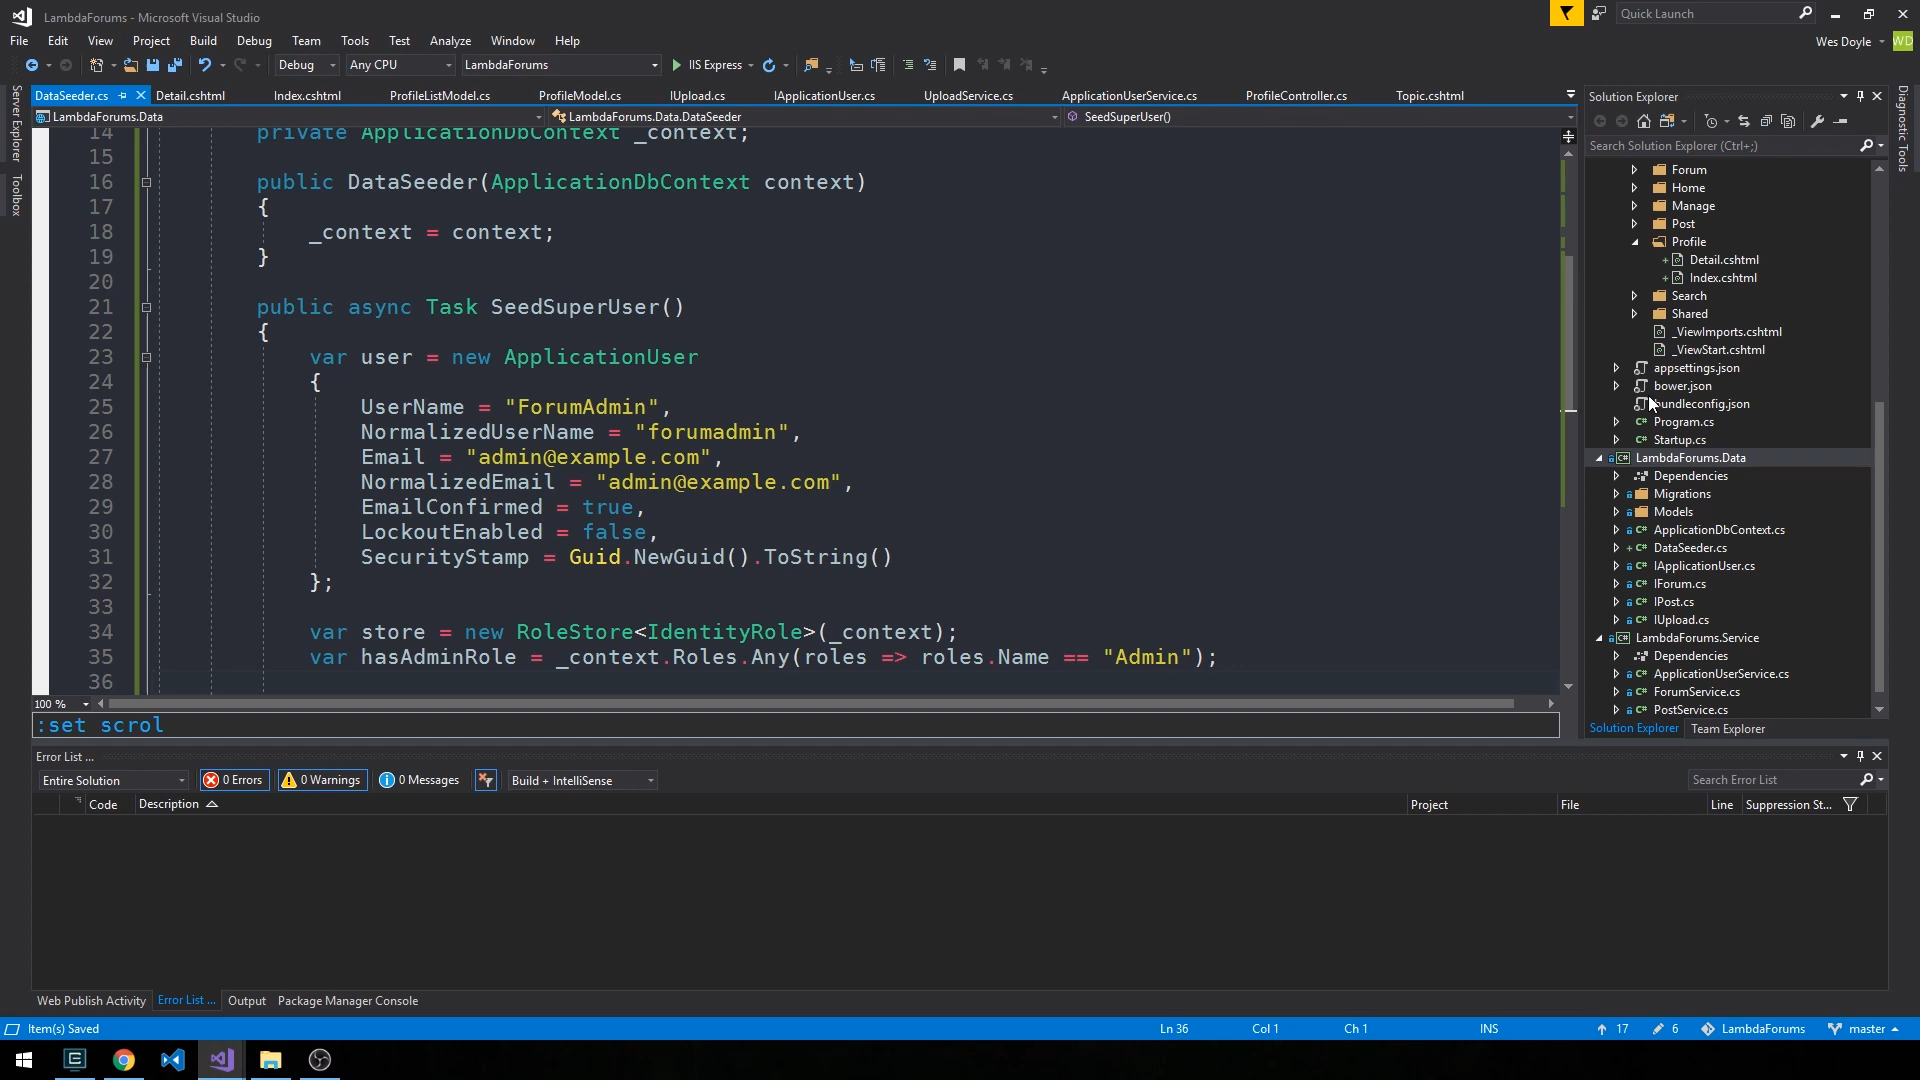 LambdaForums - Microsoft Visual Studio
Quick Launch
File Edit View Project Build Debug Team Tools Test Analyze Window Help
Wes Doyle WD
Debug Any CPU LambdaForums IIS Express
Server Explorer
Toolbox
DataSeeder.cs Detail.cshtml Index.cshtml ProfileListModel.cs ProfileModel.cs IUpload.cs IApplicationUser.cs UploadService.cs ApplicationUserService.cs ProfileController.cs Topic.cshtml
LambdaForums.Data LambdaForums.Data.DataSeeder SeedSuperUser()
14 private ApplicationDbContext _context;
15
16 public DataSeeder(ApplicationDbContext context)
17 {
18 _context = context;
19 }
20
21 public async Task SeedSuperUser()
22 {
23 var user = new ApplicationUser
24 {
25 UserName = "ForumAdmin",
26 NormalizedUserName = "forumadmin",
27 Email = "admin@example.com",
28 NormalizedEmail = "admin@example.com",
29 EmailConfirmed = true,
30 LockoutEnabled = false,
31 SecurityStamp = Guid.NewGuid().ToString()
32 };
33
34 var store = new RoleStore<IdentityRole>(_context);
35 var hasAdminRole = _context.Roles.Any(roles => roles.Name == "Admin");
36
100 %
:set scrol
Solution Explorer
Search Solution Explorer (Ctrl+;)
Forum
Home
Manage
Post
Profile
Detail.cshtml
Index.cshtml
Search
Shared
_ViewImports.cshtml
_ViewStart.cshtml
appsettings.json
bower.json
undleconfig.json
Program.cs
Startup.cs
LambdaForums.Data
Dependencies
Migrations
Models
ApplicationDbContext.cs
DataSeeder.cs
IApplicationUser.cs
IForum.cs
IPost.cs
IUpload.cs
LambdaForums.Service
Dependencies
ApplicationUserService.cs
ForumService.cs
PostService.cs
Solution Explorer Team Explorer
Diagnostic Tools
Error List ...
Entire Solution 0 Errors 0 Warnings 0 Messages Build + IntelliSense Search Error List
Code Description Project File Line Suppression St...
Web Publish Activity Error List ... Output Package Manager Console
Item(s) Saved Ln 36 Col 1 Ch 1 INS 17 6 LambdaForums master